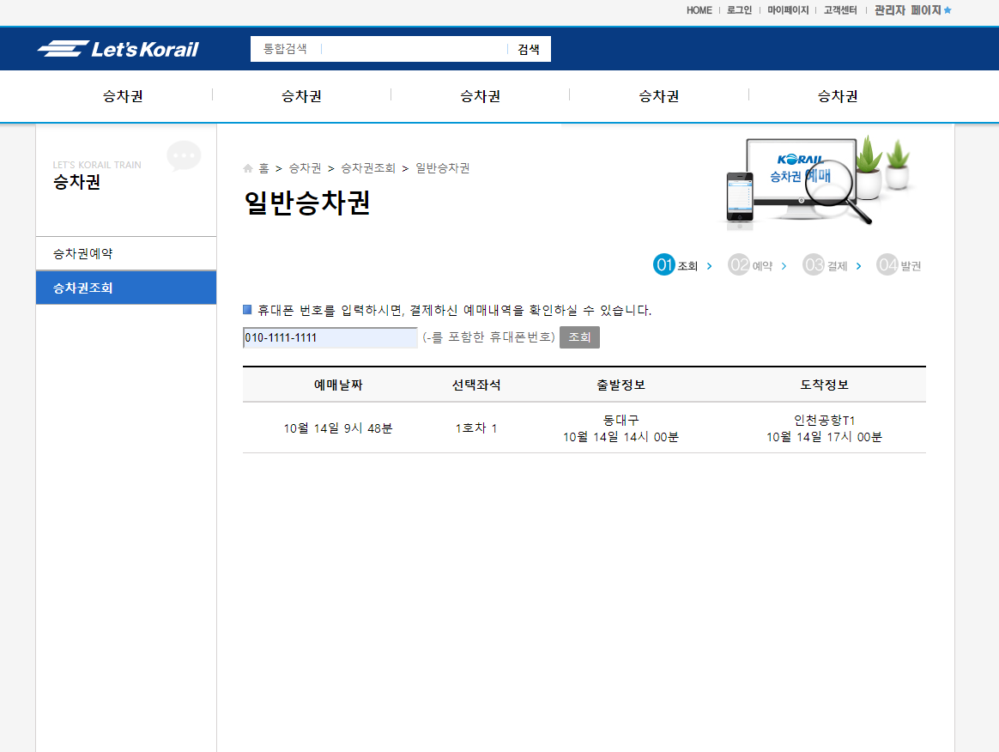 HOME 로그인 마이페이지 고객센터 관리자 페이지
Let's Korail 통합검색 검색
승차권 승차권 승차권 승차권 승차권
LET'S KORAIL TRAIN
승차권
승차권예약
승차권조회
홈 > 승차권 > 승차권조회 > 일반승차권
일반승차권
KORAIL
승차권 예매
01 조회 02 예약 03 결제 04 발권
휴대폰 번호를 입력하시면, 결제하신 예매내역을 확인하실 수 있습니다.
010-1111-1111 (-를 포함한 휴대폰번호) 조회
예매날짜 선택좌석 출발정보 도착정보
10월 14일 9시 48분 1호차 1 동대구 인천공항T1
10월 14일 14시 00분 10월 14일 17시 00분